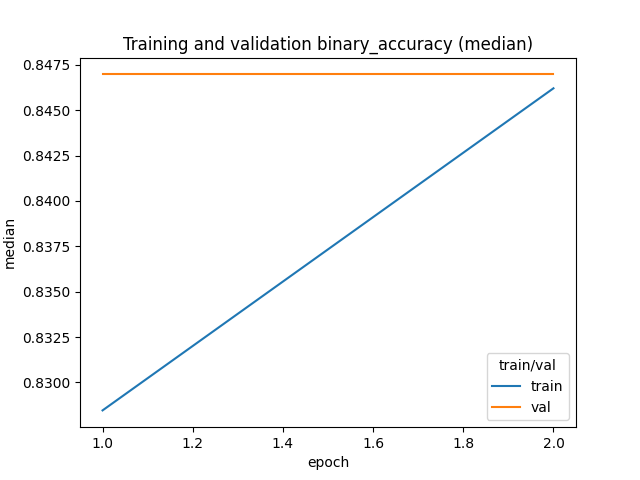 Training and validation binary_accuracy (median)
0.8475
0.8450
0.8425
0.8400
0.8375
0.8350
0.8325
0.8300
median
1.0 1.2 1.4 1.6 1.8 2.0
epoch
train/val
train
val